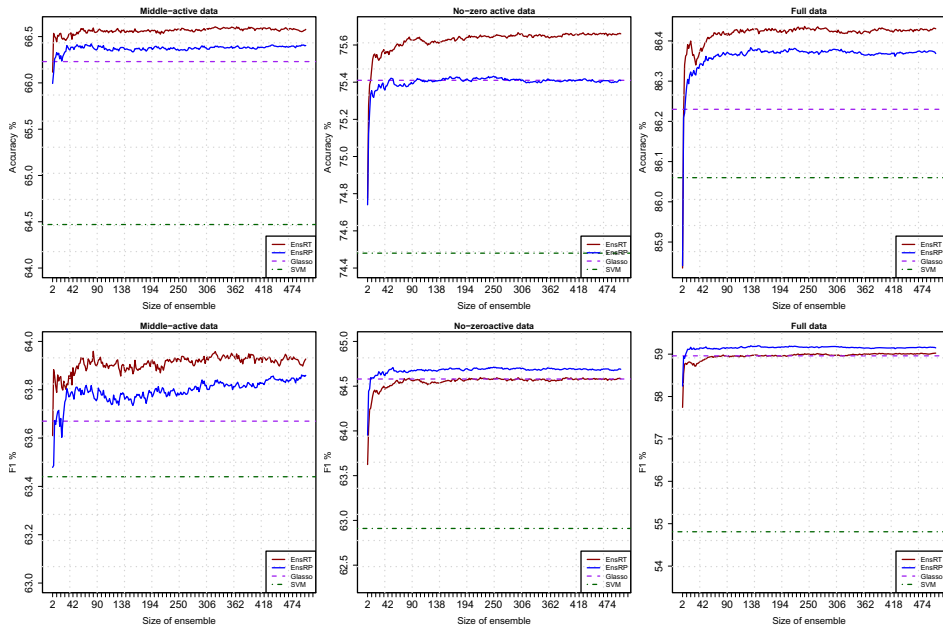 Middle−active data
Accuracy %
66.5
66.0
65.5
65.0
64.5
64.0
2 42 90 138 194 250 306 362 418 474
Size of ensemble
EnsRT
EnsRP
Glasso
SVM
No−zero active data
Accuracy %
75.6
75.4
75.2
75.0
74.8
74.6
74.4
2 42 90 138 194 250 306 362 418 474
Size of ensemble
EnsRT
EnsRP
Glasso
SVM
Full data
Accuracy %
86.4
86.3
86.2
86.1
86.0
85.9
2 42 90 138 194 250 306 362 418 474
Size of ensemble
EnsRT
EnsRP
Glasso
SVM
Middle−active data
F1 %
64.0
63.8
63.6
63.4
63.2
63.0
2 42 90 138 194 250 306 362 418 474
Size of ensemble
EnsRT
EnsRP
Glasso
SVM
No−zeroactive data
F1 %
65.0
64.5
64.0
63.5
63.0
62.5
2 42 90 138 194 250 306 362 418 474
Size of ensemble
EnsRT
EnsRP
Glasso
SVM
Full data
F1 %
59
58
57
56
55
54
2 42 90 138 194 250 306 362 418 474
Size of ensemble
EnsRT
EnsRP
Glasso
SVM